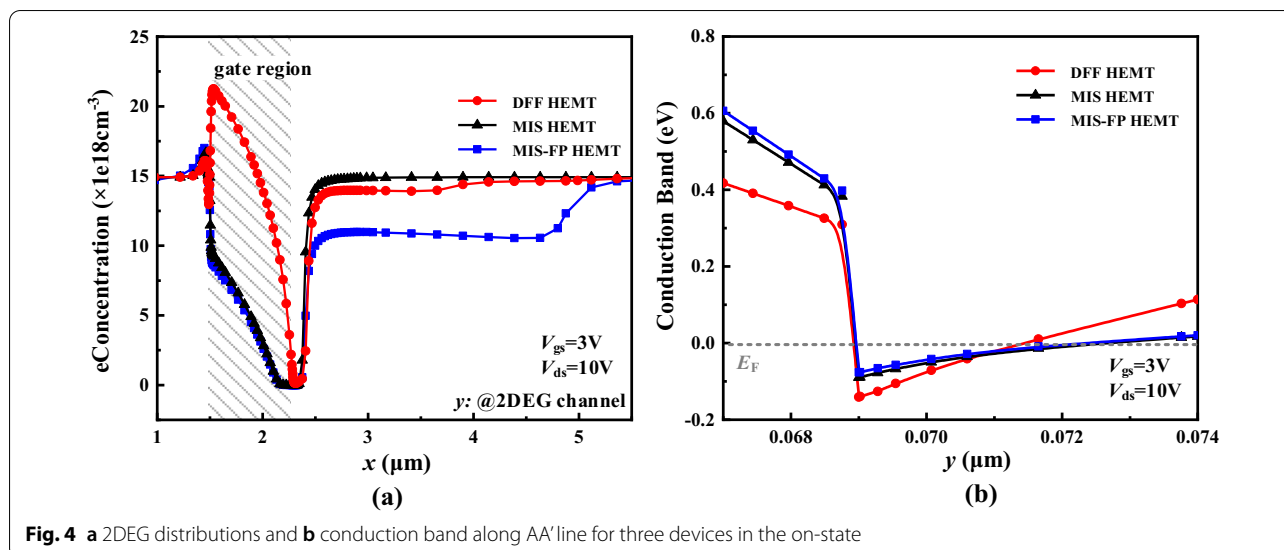 25
20
15
10
5
0
eConcentration (×1e18cm⁻³)
gate region
DFF HEMT
MIS HEMT
MIS-FP HEMT
Vgs=3V
Vds=10V
y: @2DEG channel
1 2 3 4 5
x (μm)
(a)
0.8
0.6
0.4
0.2
0.0
-0.2
Conduction Band (eV)
DFF HEMT
MIS HEMT
MIS-FP HEMT
EF
Vgs=3V
Vds=10V
0.068 0.070 0.072 0.074
y (μm)
(b)
Fig. 4 a 2DEG distributions and b conduction band along AA' line for three devices in the on-state